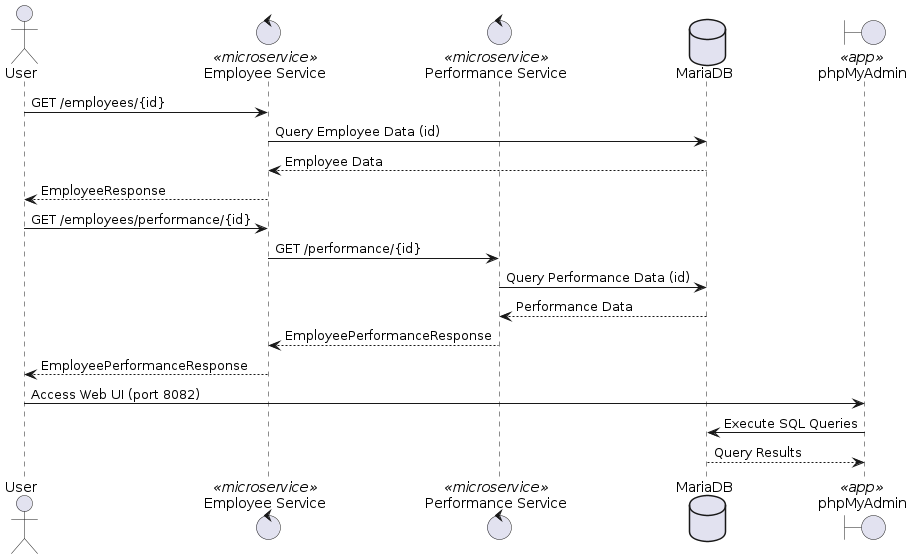 «microservice» «microservice» «app»
User Employee Service Performance Service MariaDB phpMyAdmin
GET /employees/{id}
Query Employee Data (id)
Employee Data
EmployeeResponse
GET /employees/performance/{id}
GET /performance/{id}
Query Performance Data (id)
Performance Data
EmployeePerformanceResponse
EmployeePerformanceResponse
Access Web UI (port 8082)
Execute SQL Queries
Query Results
User «microservice» «microservice» MariaDB «app»
Employee Service Performance Service phpMyAdmin